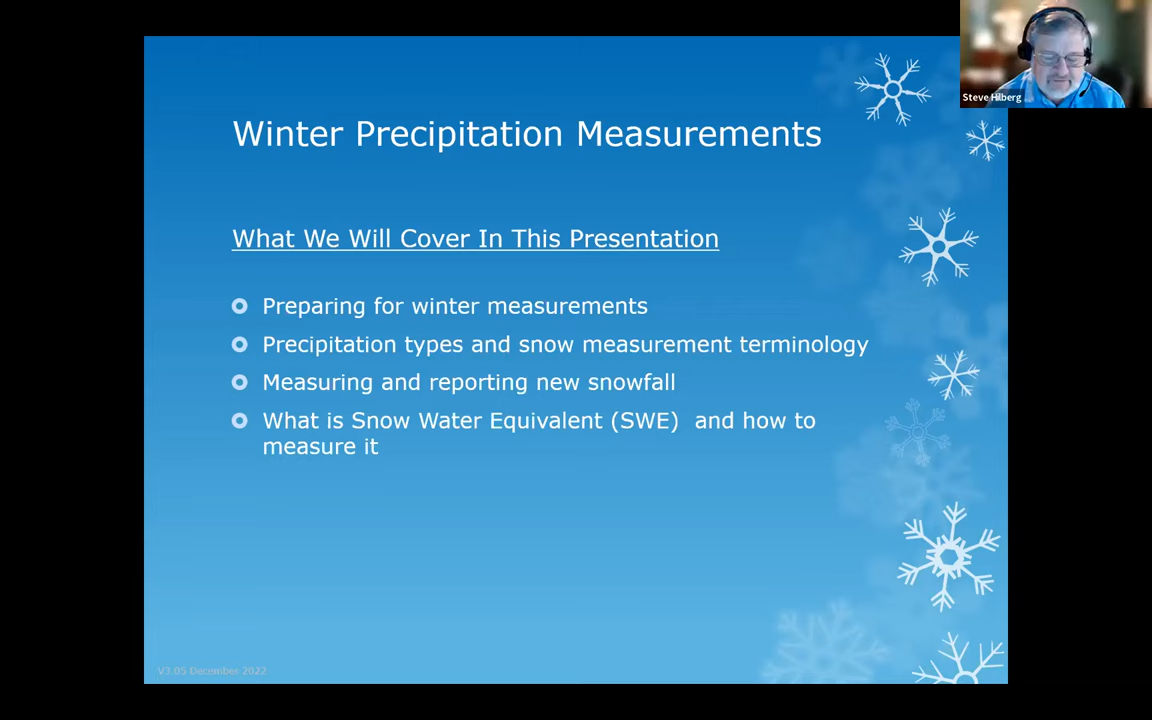 Winter Precipitation Measurements
What We Will Cover In This Presentation
Preparing for winter measurements
Precipitation types and snow measurement terminology
Measuring and reporting new snowfall
What is Snow Water Equivalent (SWE)  and how to
measure it
V3.05 December 2022
Steve Hilberg